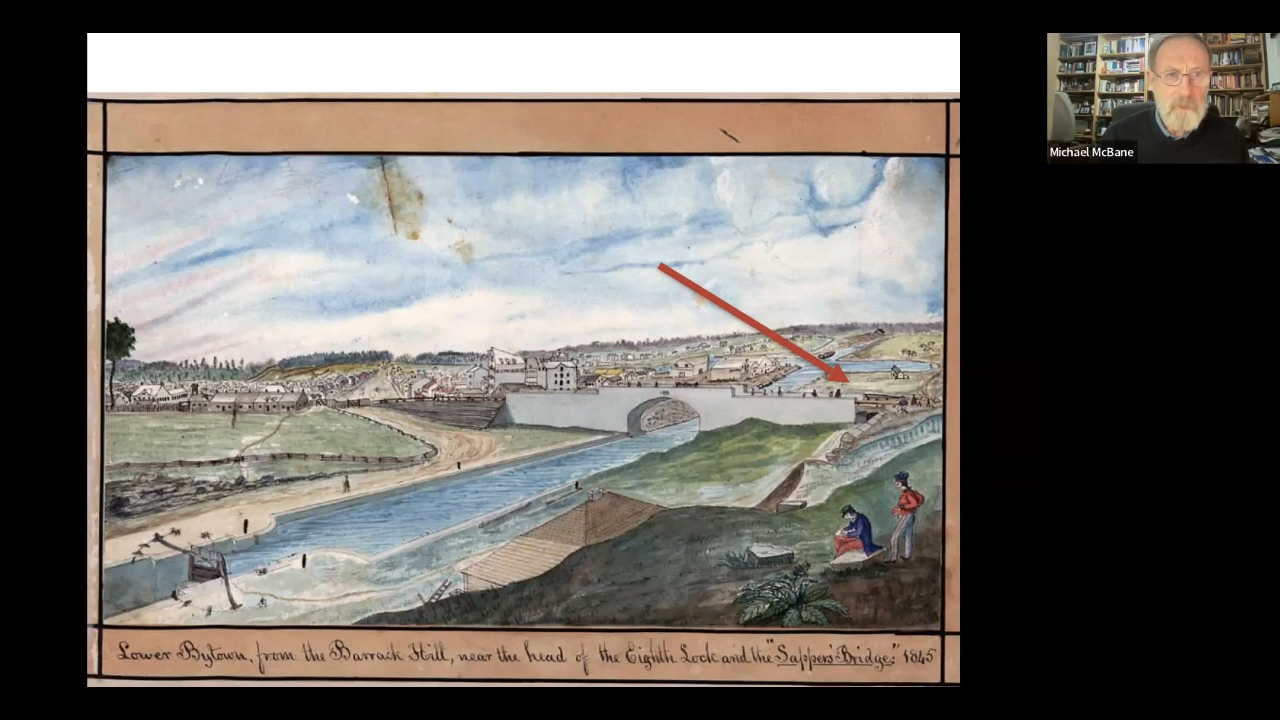 Michael McBane
Lower Bytown, from the Barrack Hill, near the head of the Eighth Lock and the "Sappers Bridge;" 1845